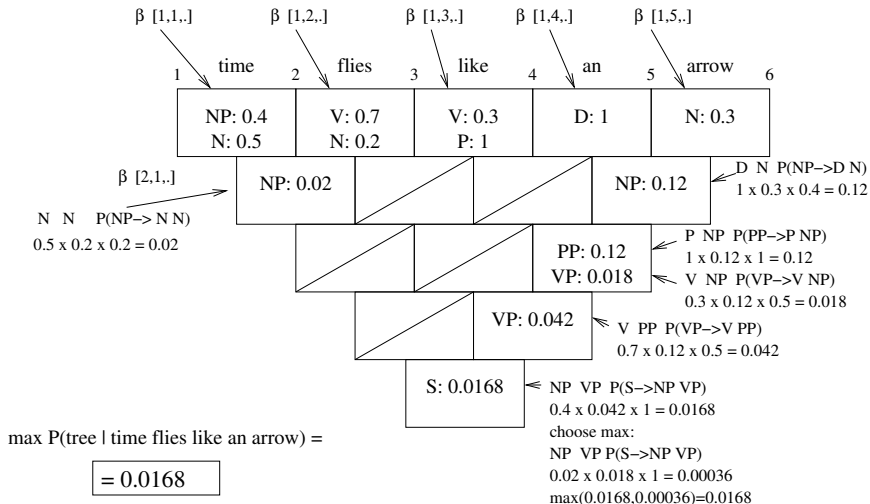 β [1,1,.] β [1,2,.] β [1,3,.] β [1,4,.] β [1,5,.]
1 time 2 flies 3 like 4 an 5 arrow 6
NP: 0.4 V: 0.7 V: 0.3 D: 1 N: 0.3
N: 0.5 N: 0.2 P: 1
β [2,1,.]
NP: 0.02 NP: 0.12
D N P(NP−>D N)
1 x 0.3 x 0.4 = 0.12
N N P(NP−> N N)
0.5 x 0.2 x 0.2 = 0.02
PP: 0.12
VP: 0.018
P NP P(PP−>P NP)
1 x 0.12 x 1 = 0.12
V NP P(VP−>V NP)
0.3 x 0.12 x 0.5 = 0.018
VP: 0.042
V PP P(VP−>V PP)
0.7 x 0.12 x 0.5 = 0.042
S: 0.0168
NP VP P(S−>NP VP)
0.4 x 0.042 x 1 = 0.0168
choose max:
NP VP P(S−>NP VP)
0.02 x 0.018 x 1 = 0.00036
max(0.0168,0.00036)=0.0168
max P(tree | time flies like an arrow) =
= 0.0168